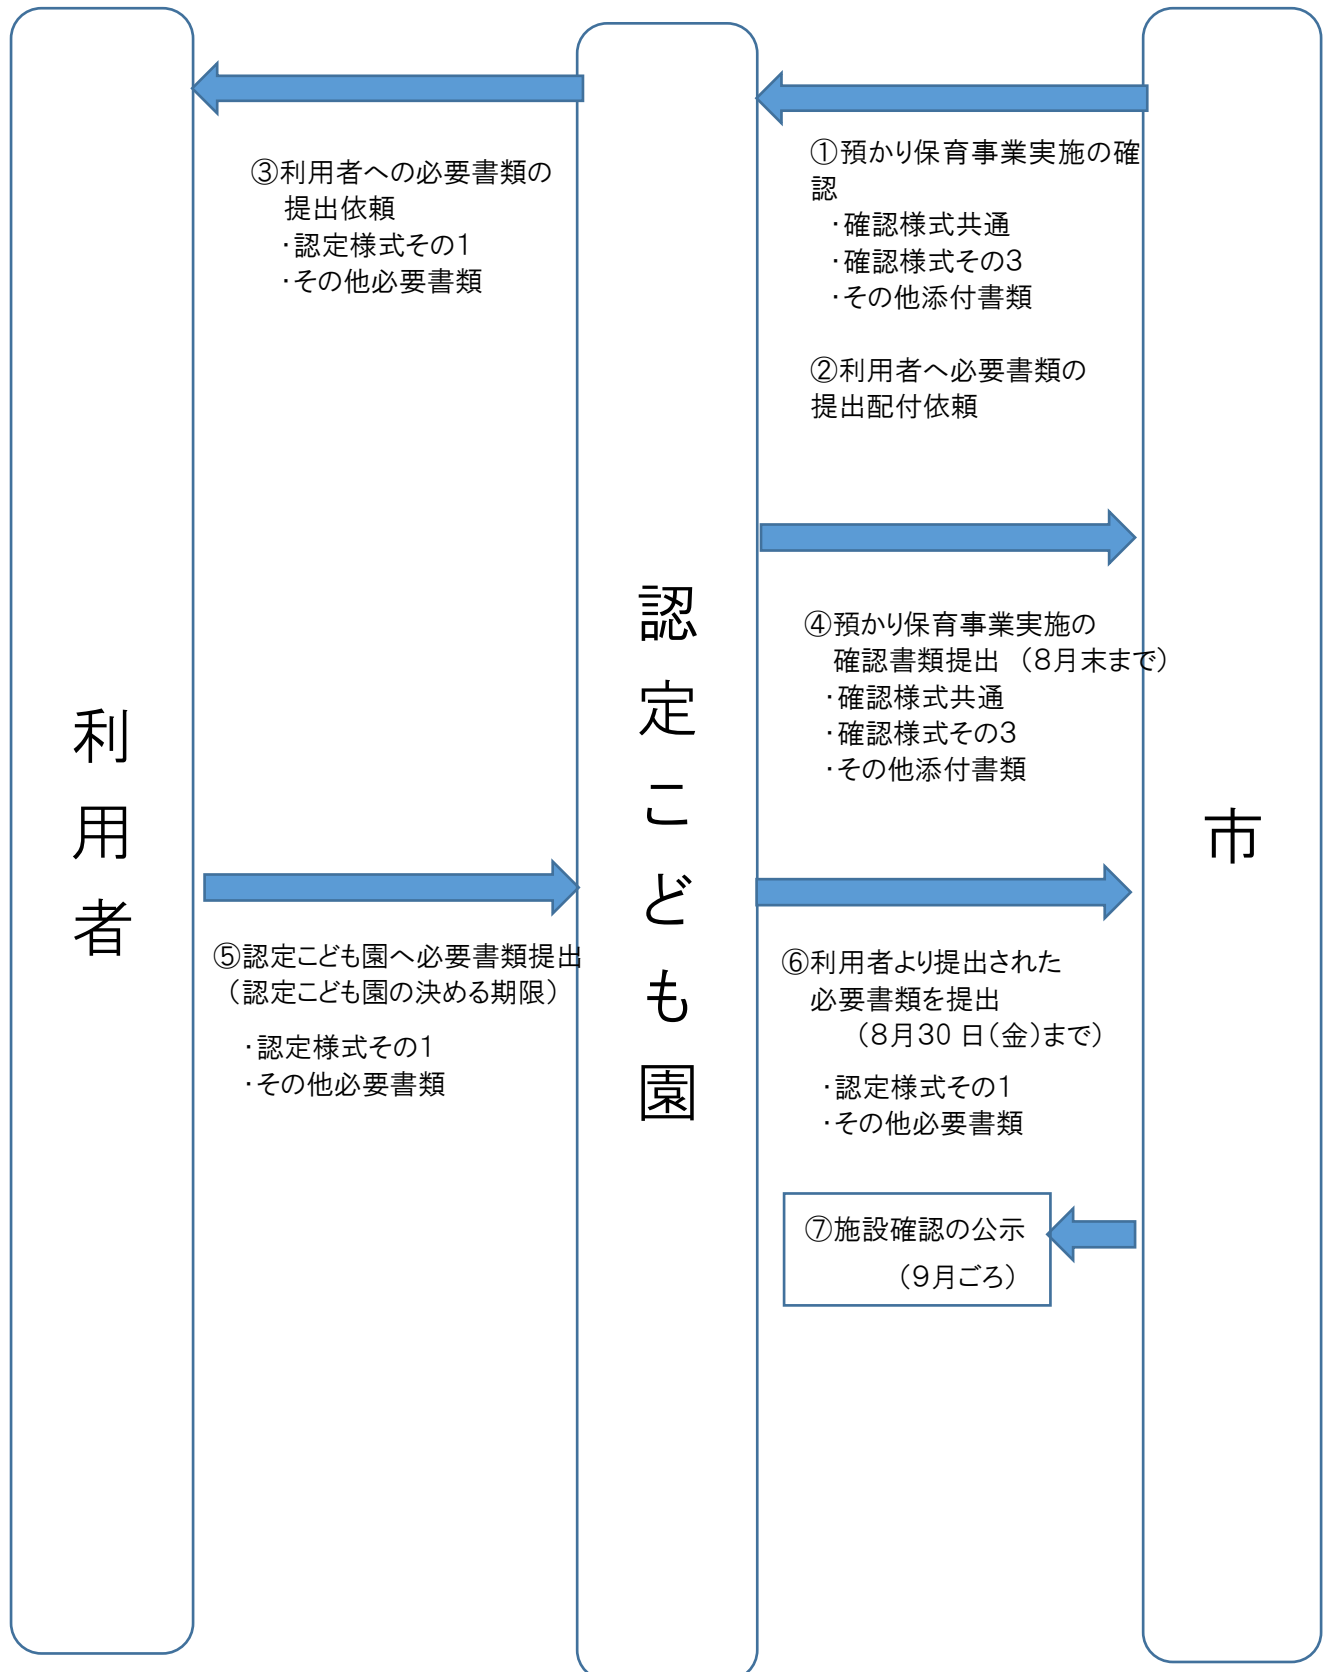 利用者
認定こども園
市
①預かり保育事業実施の確
認
・確認様式共通
・確認様式その3
・その他添付書類
②利用者へ必要書類の
提出配付依頼
③利用者への必要書類の
提出依頼
・認定様式その1
・その他必要書類
④預かり保育事業実施の
確認書類提出 （8月末まで）
・確認様式共通
・確認様式その3
・その他添付書類
⑤認定こども園へ必要書類提出
（認定こども園の決める期限）
・認定様式その1
・その他必要書類
⑥利用者より提出された
必要書類を提出
（8月30 日（金）まで）
・認定様式その1
・その他必要書類
⑦施設確認の公示
（9月ごろ）